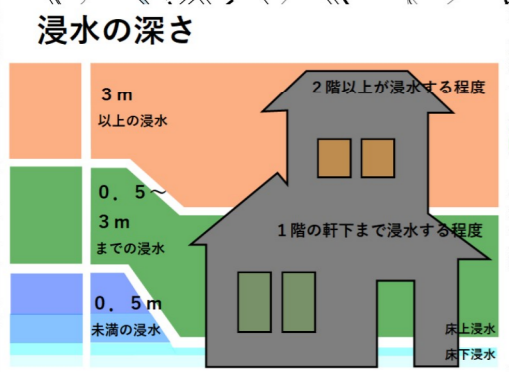 浸水の深さ
3m
以上の浸水
2階以上が浸水する程度
0.5~
3m
までの浸水
1階の軒下まで浸水する程度
0.5m
未満の浸水
床上浸水
床下浸水